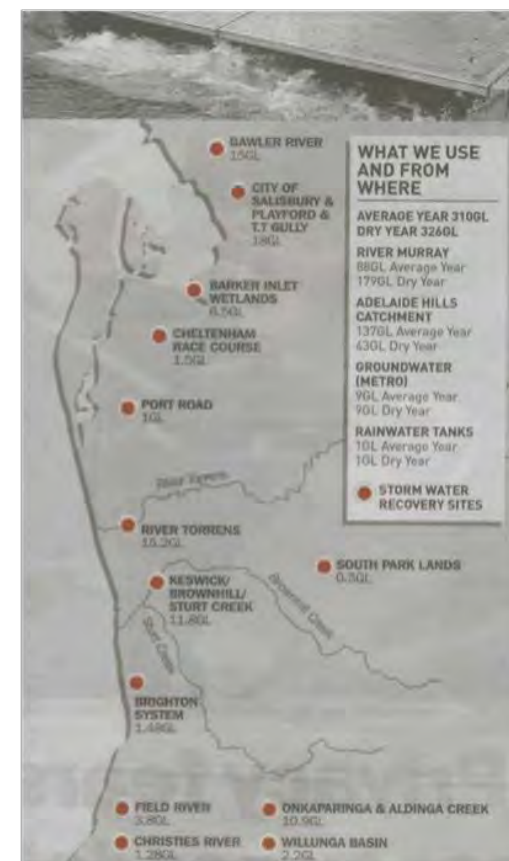 GAWLER RIVER
15GL
CITY OF
SALISBURY &
PLAYFORD &
T.T GULLY
18GL
BARKER INLET
WETLANDS
6.5GL
CHELTENHAM
RACE COURSE
1.5GL
PORT ROAD
1GL
River Torrens
RIVER TORRENS
15.2GL
SOUTH PARK LANDS
0.3GL
KESWICK/
BROWNHILL/
STURT CREEK
11.8GL
Brownhill Creek
Sturt Creek
BRIGHTON
SYSTEM
1.48GL
FIELD RIVER
3.8GL
ONKAPARINGA & ALDINGA CREEK
10.9GL
CHRISTIES RIVER
1.28GL
WILLUNGA BASIN
2.2GL
WHAT WE USE
AND FROM
WHERE
AVERAGE YEAR 310GL
DRY YEAR 326GL
RIVER MURRAY
88GL Average Year
179GL Dry Year
ADELAIDE HILLS
CATCHMENT
137GL Average Year
43GL Dry Year
GROUNDWATER
(METRO)
9GL Average Year
9GL Dry Year
RAINWATER TANKS
1GL Average Year
1GL Dry Year
STORM WATER
RECOVERY SITES